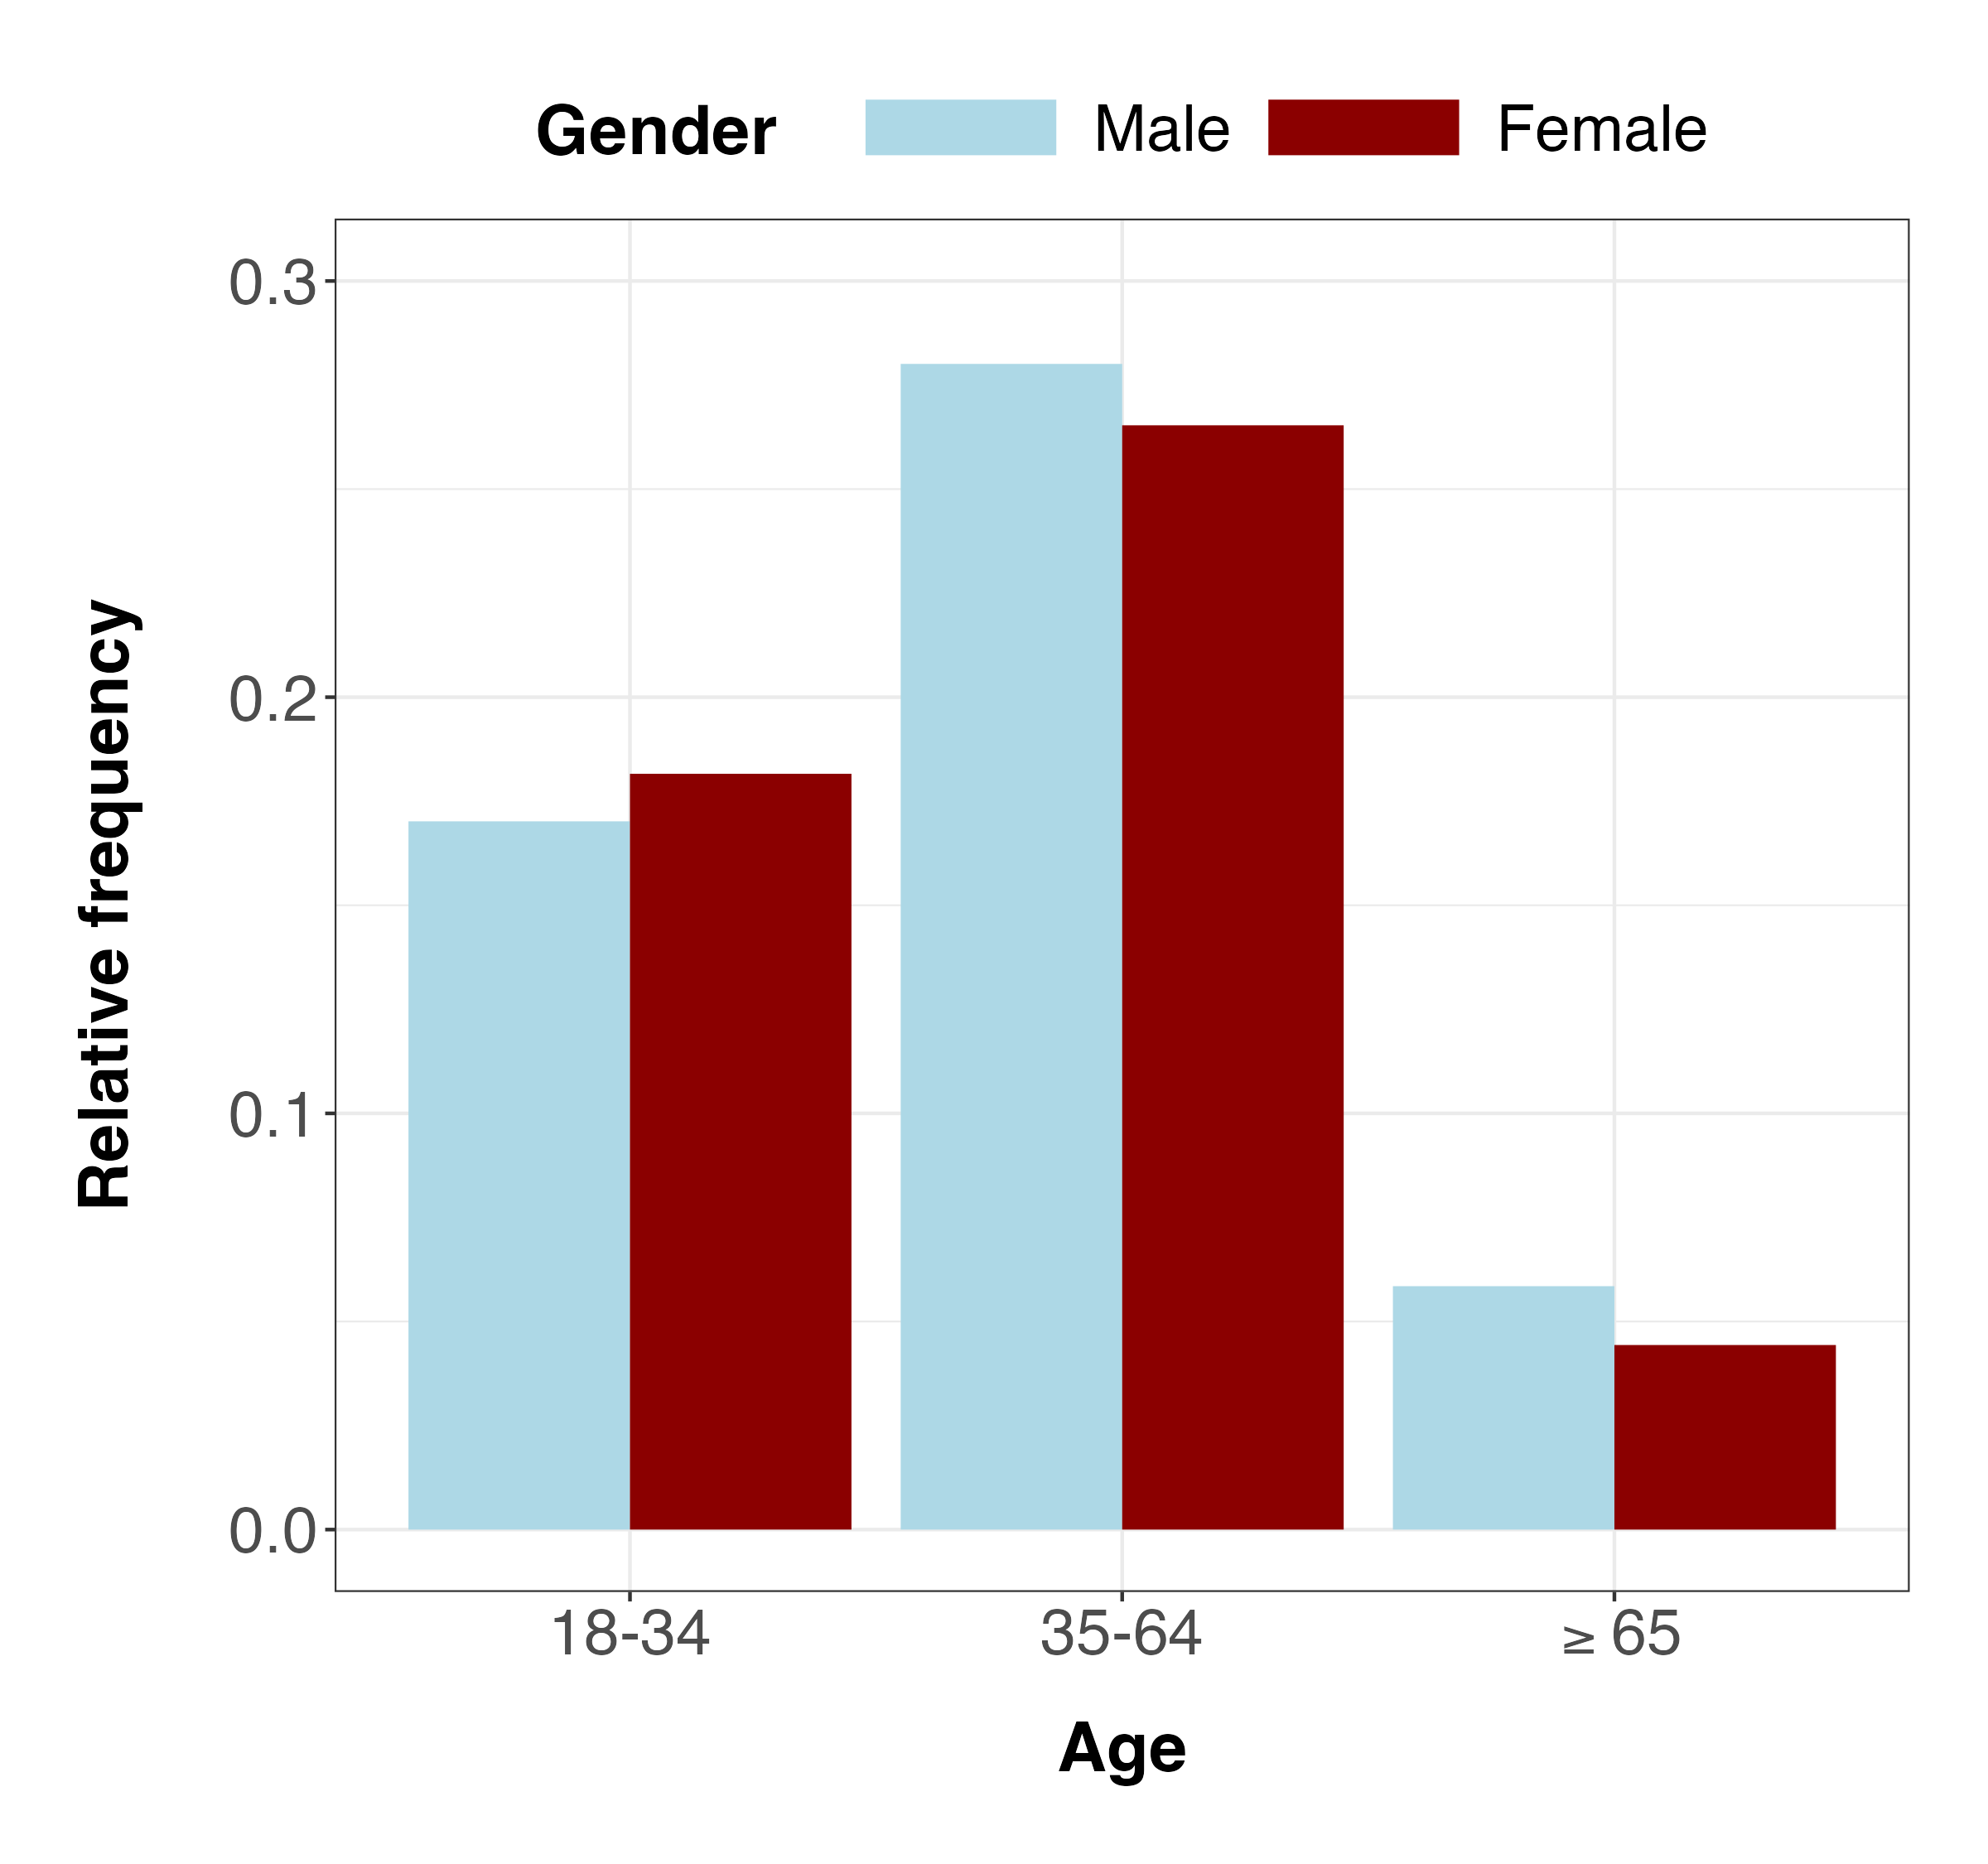 Gender Male Female
0.3
0.2
0.1
0.0
Relative frequency
18-34 35-64 ≥ 65
Age